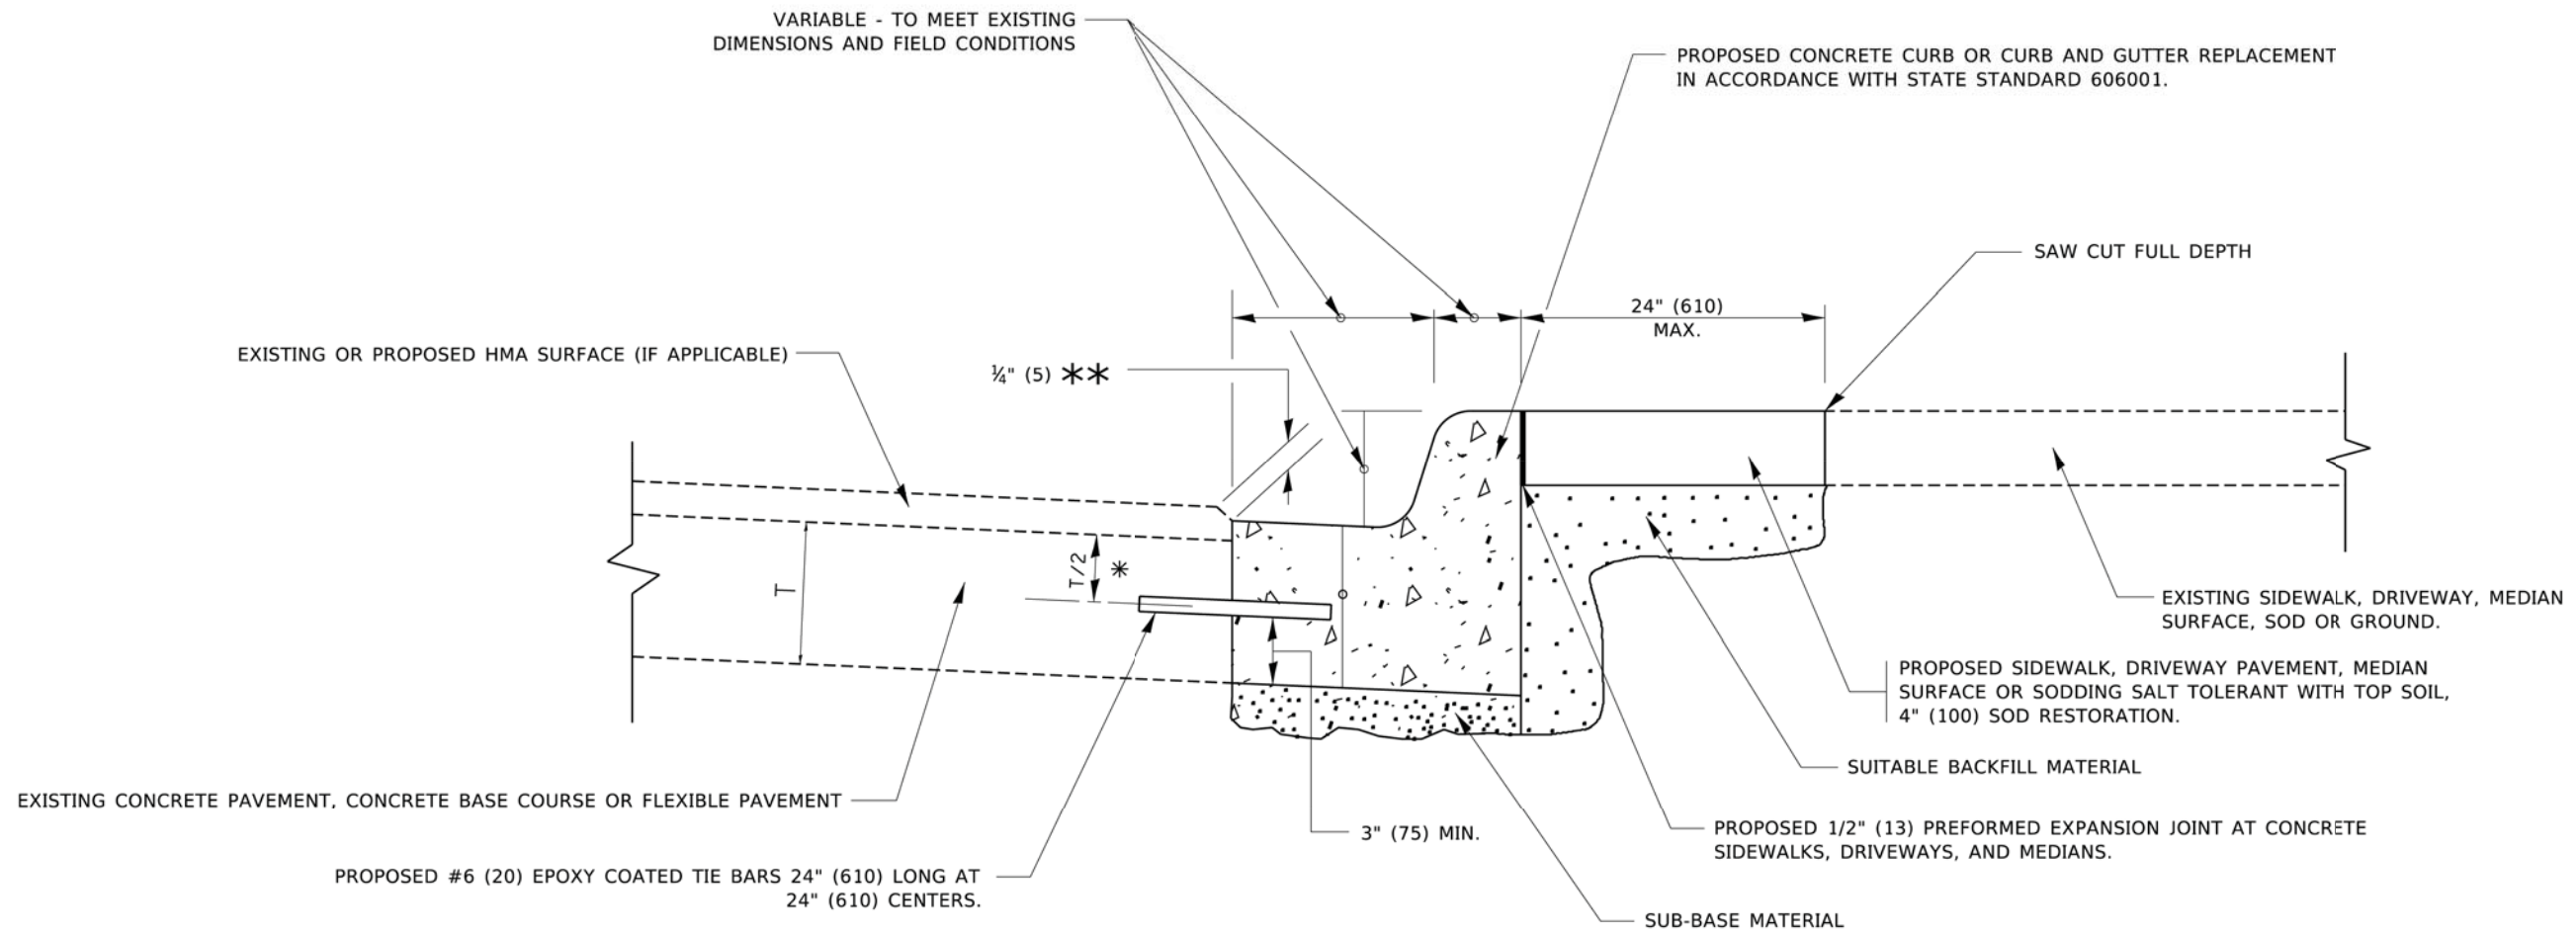 VARIABLE - TO MEET EXISTING
DIMENSIONS AND FIELD CONDITIONS
PROPOSED CONCRETE CURB OR CURB AND GUTTER REPLACEMENT
IN ACCORDANCE WITH STATE STANDARD 606001.
SAW CUT FULL DEPTH
24" (610)
MAX.
EXISTING OR PROPOSED HMA SURFACE (IF APPLICABLE)
¼" (5) **
T
T/2
*
EXISTING SIDEWALK, DRIVEWAY, MEDIAN
SURFACE, SOD OR GROUND.
PROPOSED SIDEWALK, DRIVEWAY PAVEMENT, MEDIAN
SURFACE OR SODDING SALT TOLERANT WITH TOP SOIL,
4" (100) SOD RESTORATION.
SUITABLE BACKFILL MATERIAL
EXISTING CONCRETE PAVEMENT, CONCRETE BASE COURSE OR FLEXIBLE PAVEMENT
3" (75) MIN.
PROPOSED 1/2" (13) PREFORMED EXPANSION JOINT AT CONCRETE
SIDEWALKS, DRIVEWAYS, AND MEDIANS.
PROPOSED #6 (20) EPOXY COATED TIE BARS 24" (610) LONG AT
24" (610) CENTERS.
SUB-BASE MATERIAL